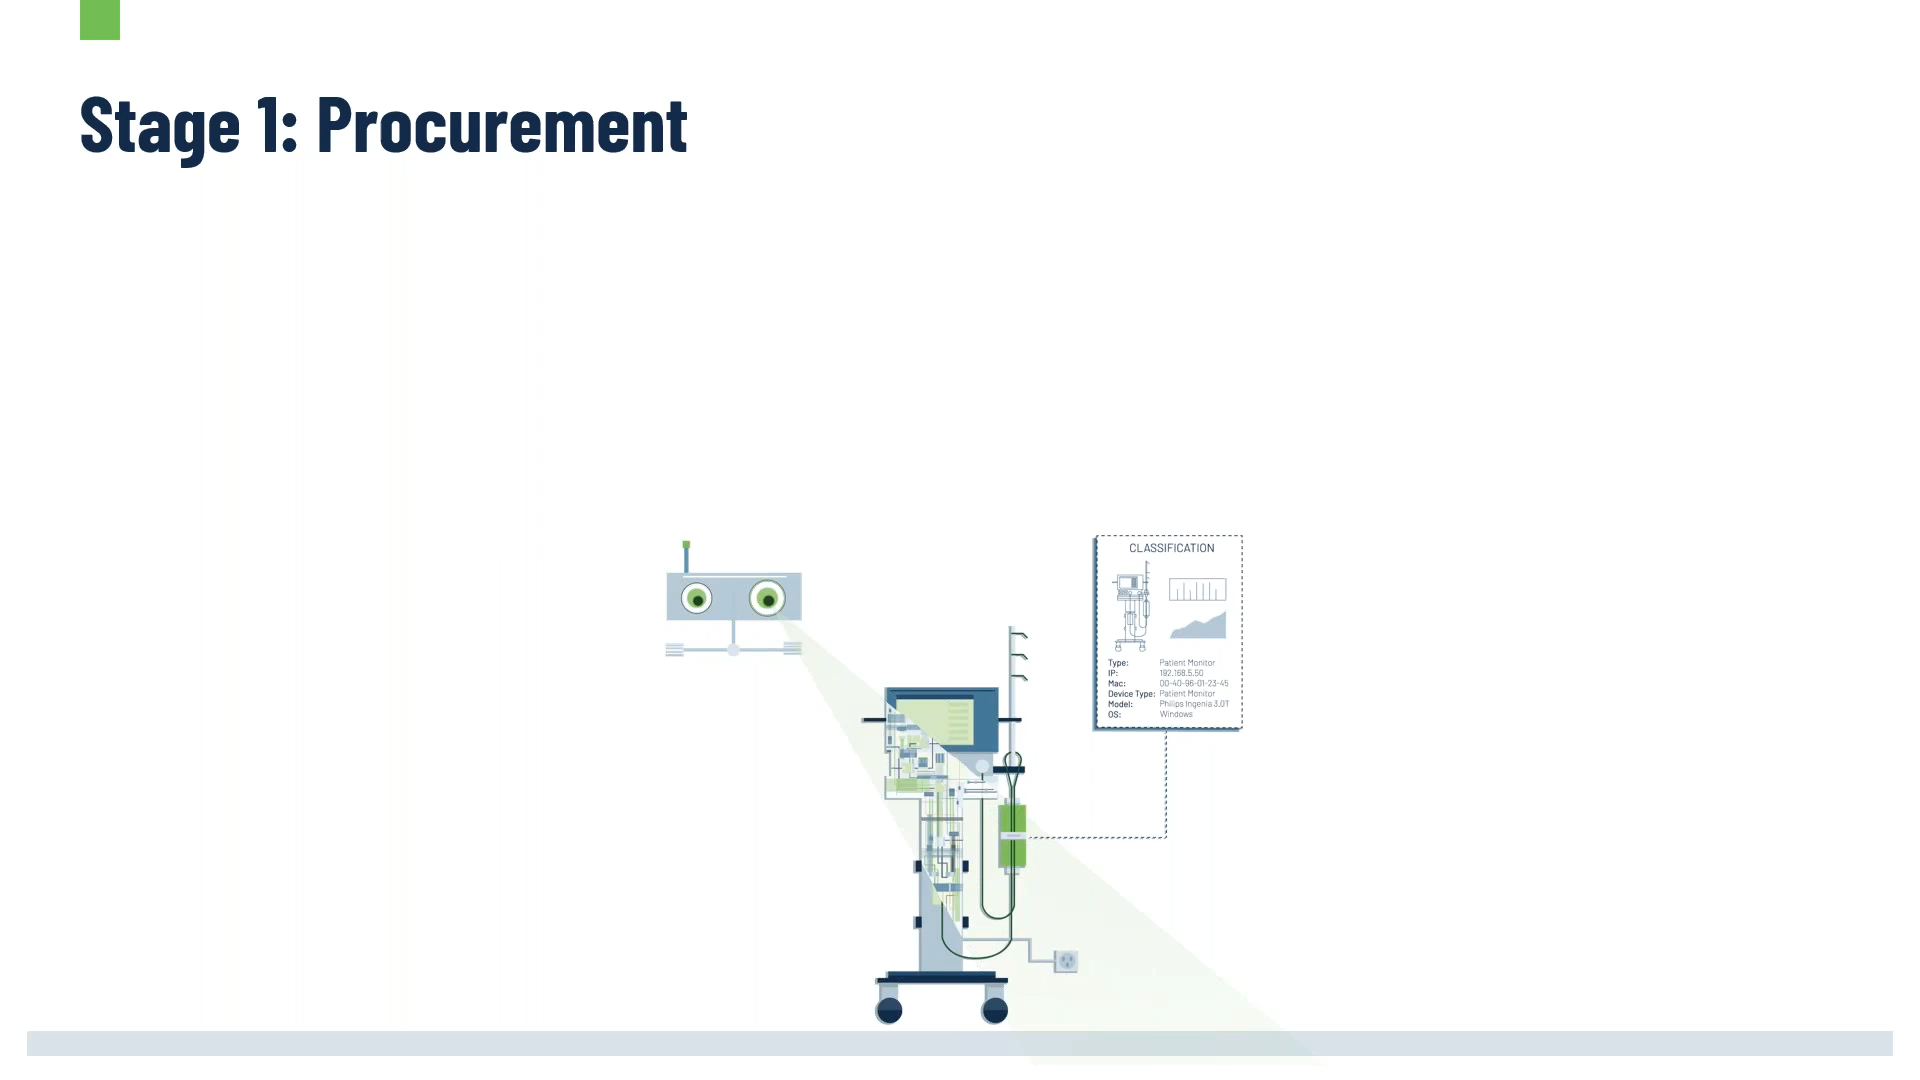 Stage 1: Procurement
CLASSIFICATION
Type: Patient Monitor
IP: 192.168.5.50
Mac: 00-40-96-01-23-45
Device Type: Patient Monitor
Model: Philips Ingenia 3.0T
OS: Windows